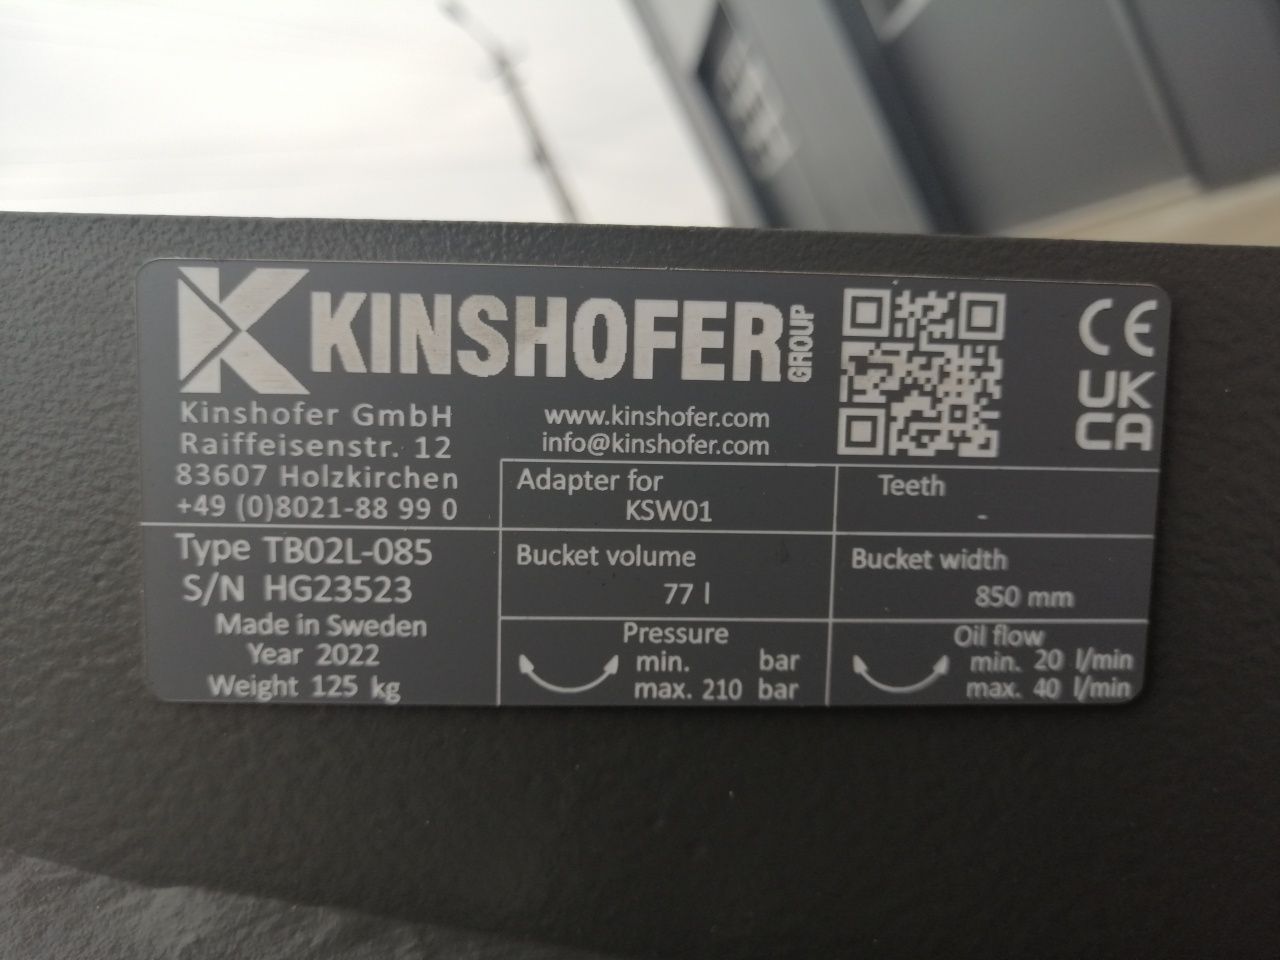 KINSHOFER GROUP
Kinshofer GmbH
Raiffeisenstr. 12
83607 Holzkirchen
+49 (0)8021-88 99 0
www.kinshofer.com
info@kinshofer.com
CE
UK
CA
Adapter for
KSW01
Teeth
-
Type TB02L-085
S/N HG23523
Made in Sweden
Year 2022
Weight 125 kg
Bucket volume
77 l
Bucket width
850 mm
Pressure
min. bar
max. 210 bar
Oil flow
min. 20 l/min
max. 40 l/min